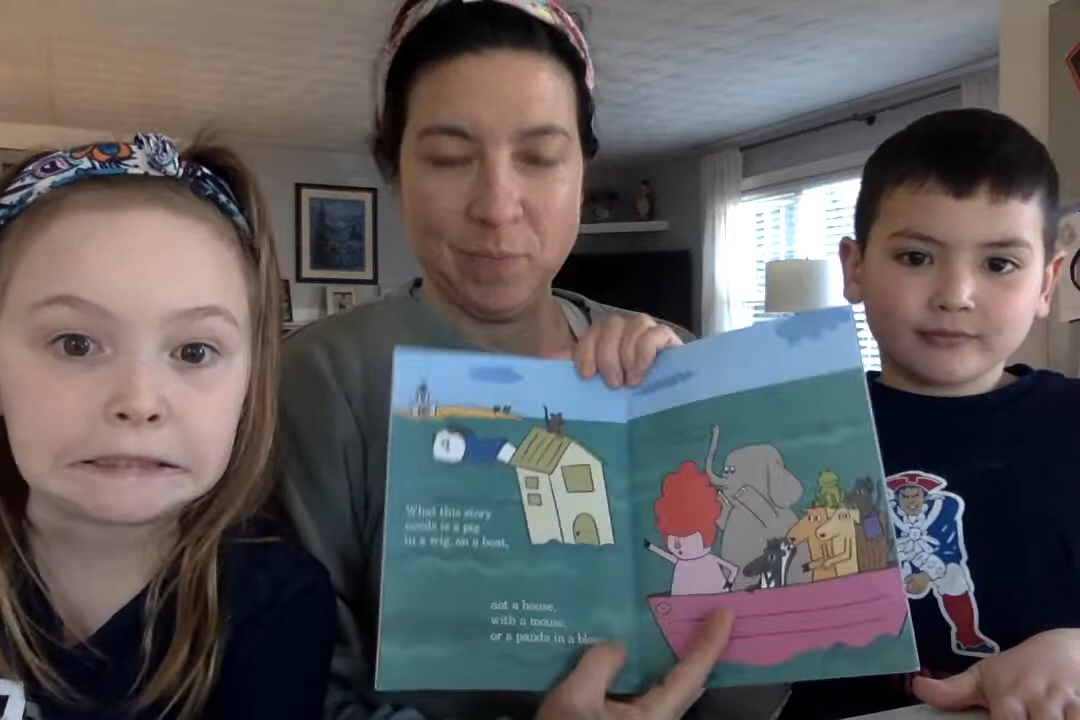 What this story
needs is a pig
in a wig, on a boat,
not a house,
with a mouse,
or a panda in a